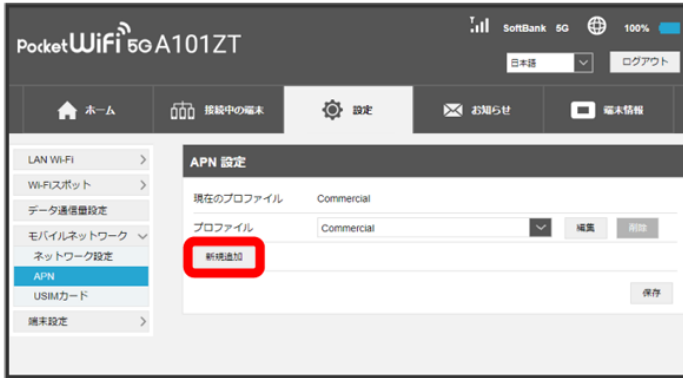 SoftBank 5G 100%
Pocket WiFi 5G A101ZT
日本語 ログアウト
ホーム 接続中の端末 設定 お知らせ 端末情報
LAN Wi-Fi
Wi-Fiスポット
データ通信量設定
モバイルネットワーク
ネットワーク設定
APN
USIMカード
端末設定
APN 設定
現在のプロファイル Commercial
プロファイル Commercial 編集 削除
新規追加
保存